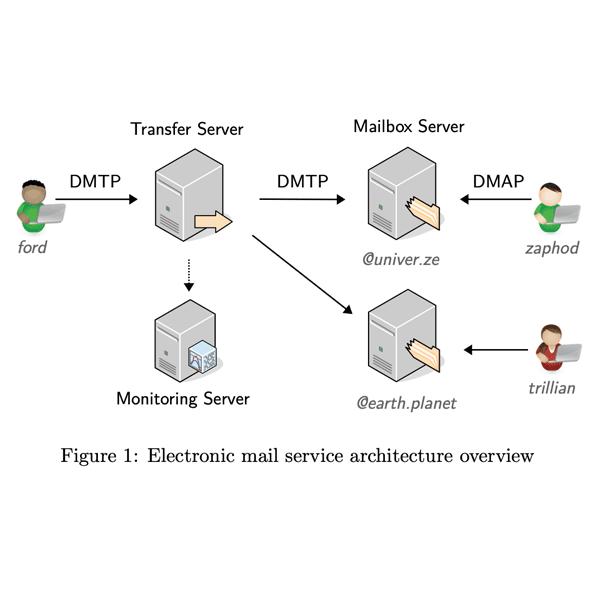 Transfer Server
Mailbox Server
DMTP
DMTP
DMAP
ford
@univer.ze
zaphod
Monitoring Server
@earth.planet
trillian
Figure 1: Electronic mail service architecture overview